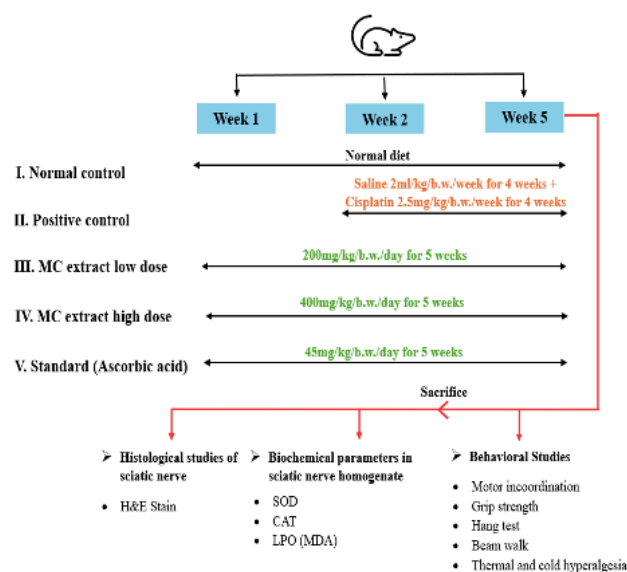 Week 1
Week 2
Week 5
Normal diet
I. Normal control
Saline 2ml/kg/b.w./week for 4 weeks +
Cisplatin 2.5mg/kg/b.w./week for 4 weeks
II. Positive control
200mg/kg/b.w./day for 5 weeks
III. MC extract low dose
400mg/kg/b.w./day for 5 weeks
IV. MC extract high dose
45mg/kg/b.w./day for 5 weeks
V. Standard (Ascorbic acid)
Sacrifice
➢ Histological studies of
sciatic nerve
• H&E Stain
➢ Biochemical parameters in
sciatic nerve homogenate
• SOD
• CAT
• LPO (MDA)
➢ Behavioral Studies
• Motor incoordination
• Grip strength
• Hang test
• Beam walk
• Thermal and cold hyperalgesia